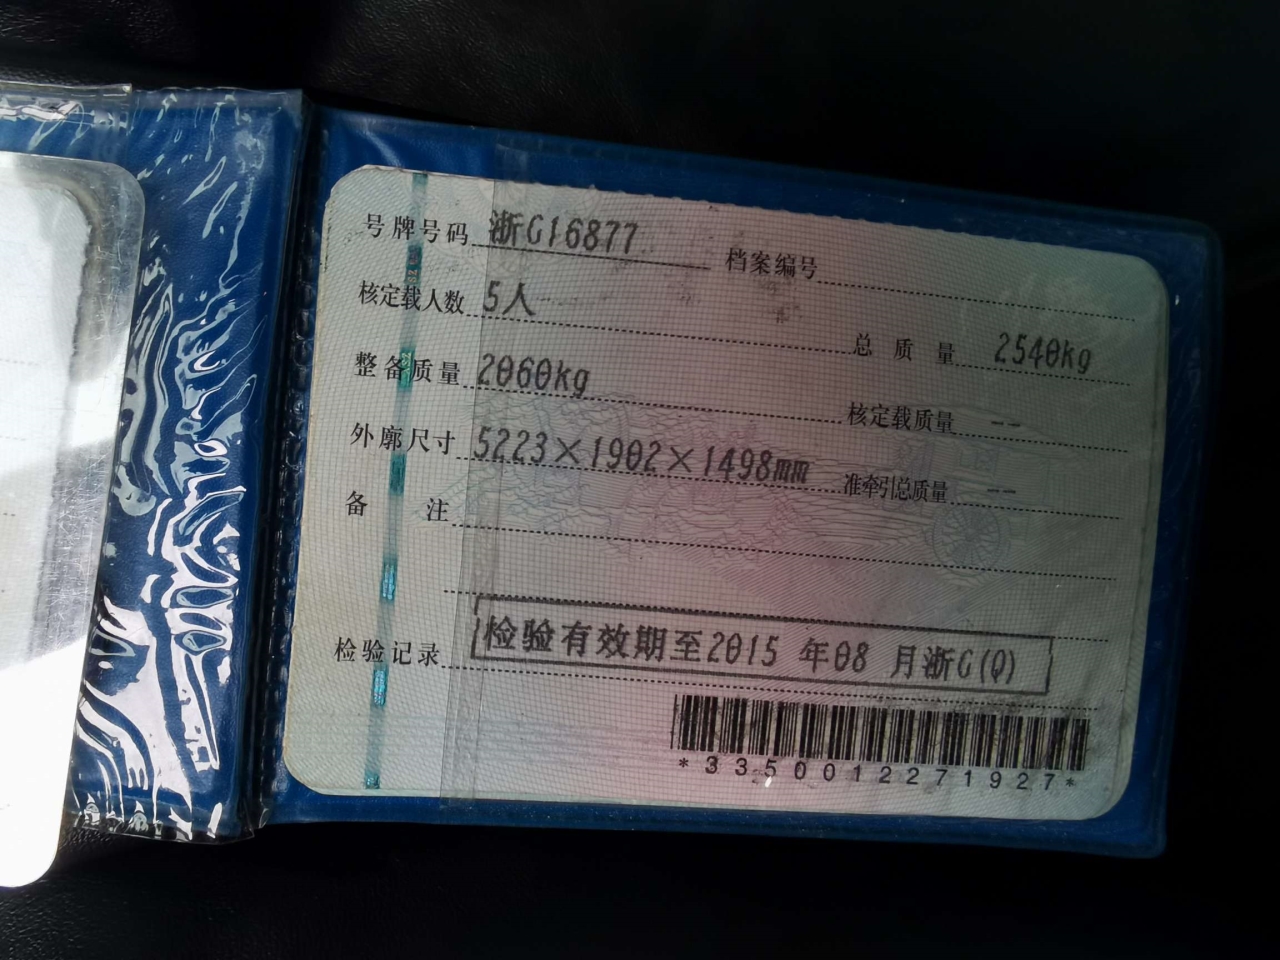 号牌号码 浙G16877 档案编号
核定载人数 5人 总质量 2540kg
整备质量 2060kg 核定载质量 --
外廓尺寸 5223×1902×1498mm 准牵引总质量 --
备注
检验记录 检验有效期至2015 年08 月浙G(Q)
*3350012271927*